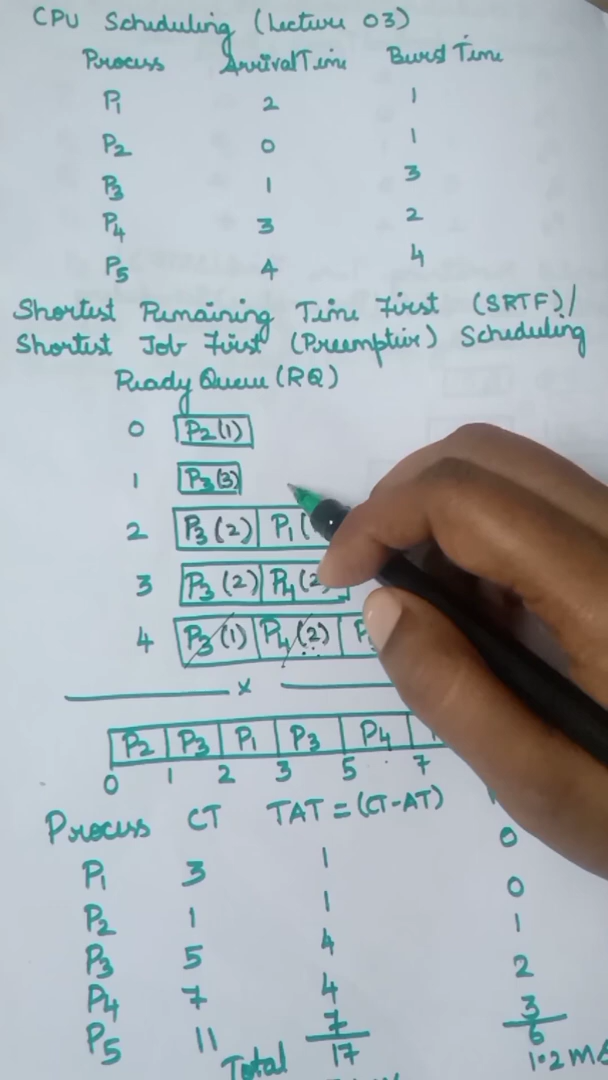 CPU Scheduling (Lecture 03)
Process Arrival Time Burst Time
P1 2 1
P2 0 1
P3 1 3
P4 3 2
P5 4 4
Shortest Remaining Time First (SRTF)/
Shortest Job First (Preemptive) Scheduling
Ready Queue (RQ)
0 P2(1)
1 P3(3)
2 P3(2) P1(
3 P3(2) P4(2)
4 P3(1) P4(2)
x
P2 P3 P1 P3 P4
0 1 2 3 5 7
Process CT TAT = (CT-AT)
P1 3 1 0
P2 1 1 0
P3 5 4 1
P4 7 4 2
P5 11 7 3
Total 17 6
1.2 ms